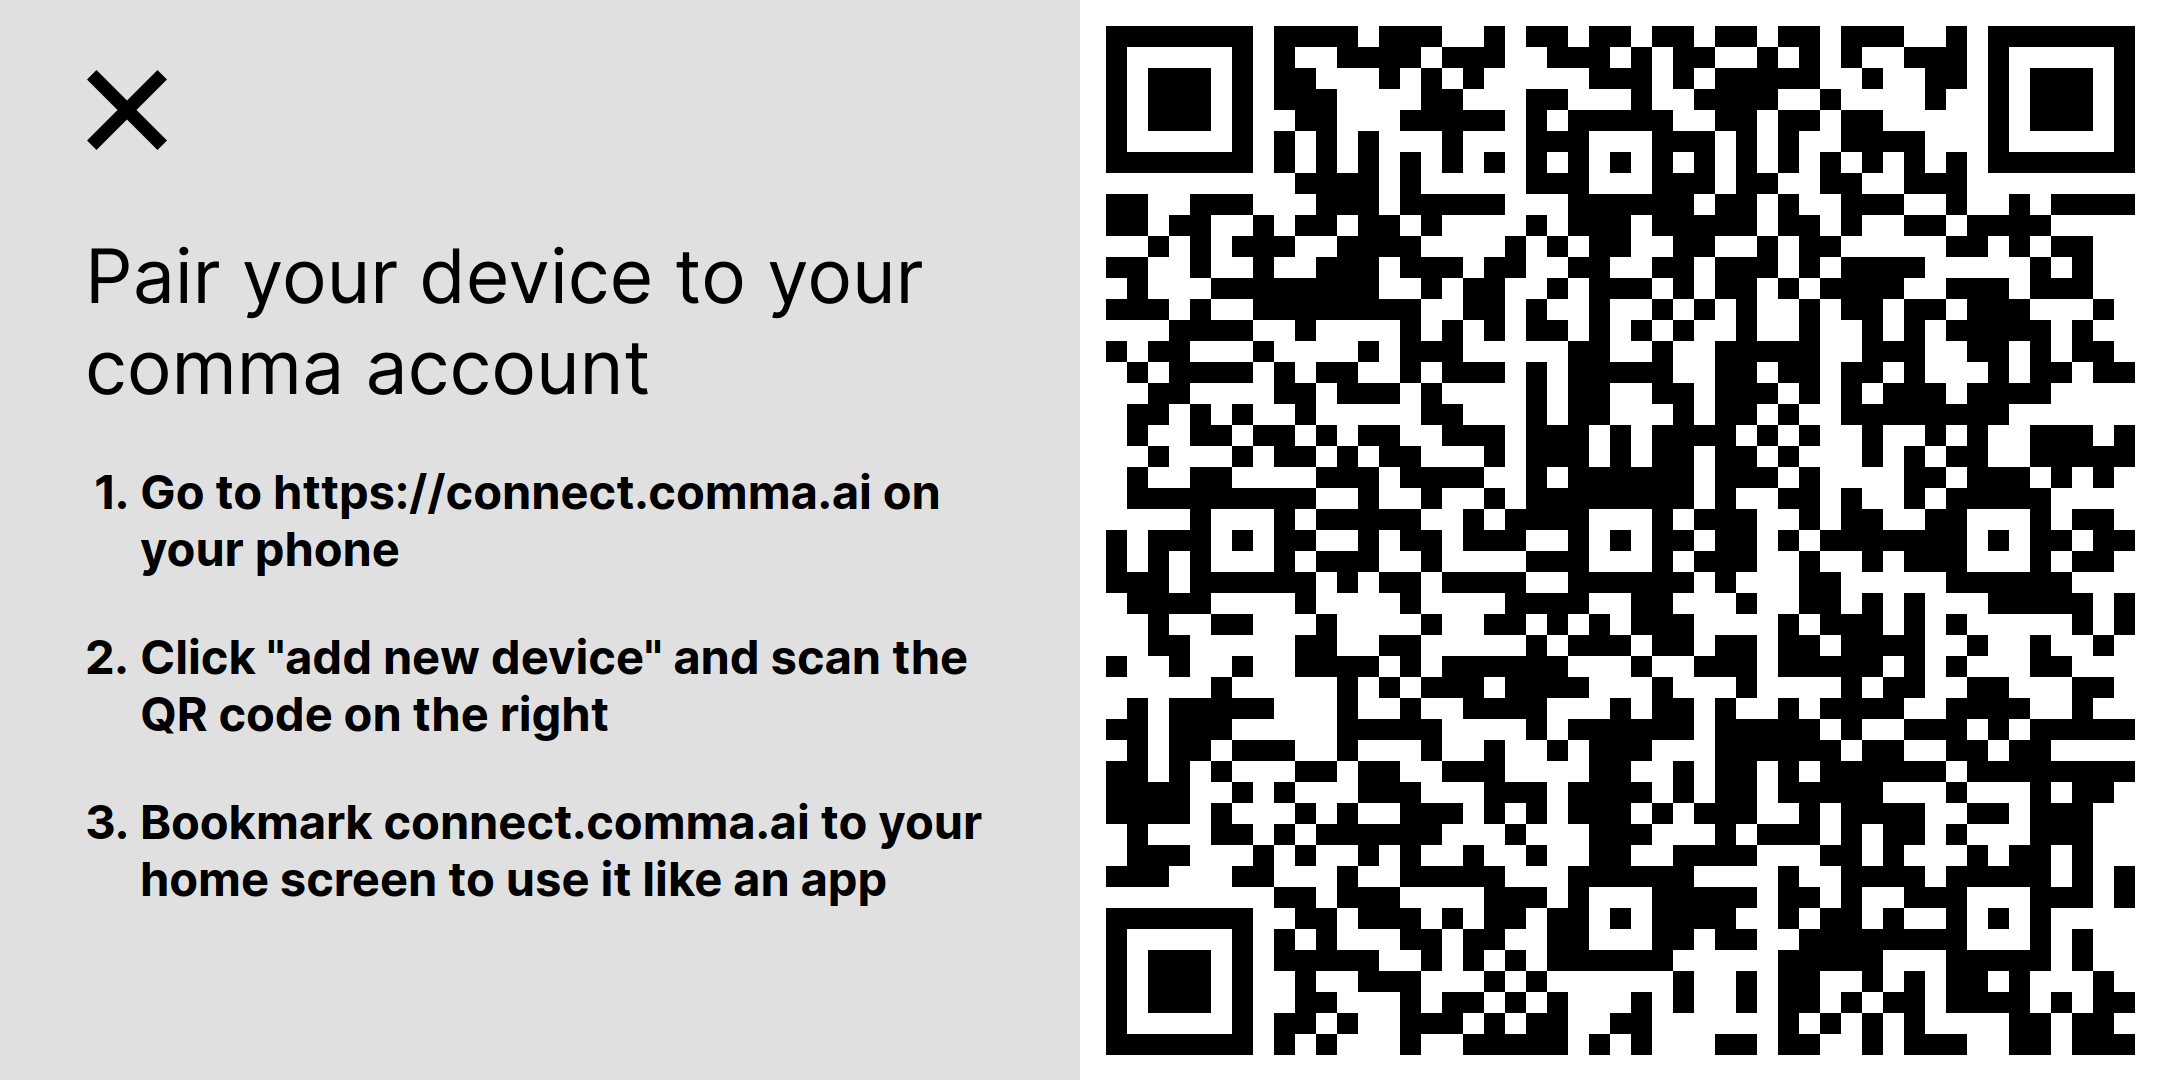 Pair your device to your
comma account
1. Go to https://connect.comma.ai on
your phone
2. Click "add new device" and scan the
QR code on the right
3. Bookmark connect.comma.ai to your
home screen to use it like an app